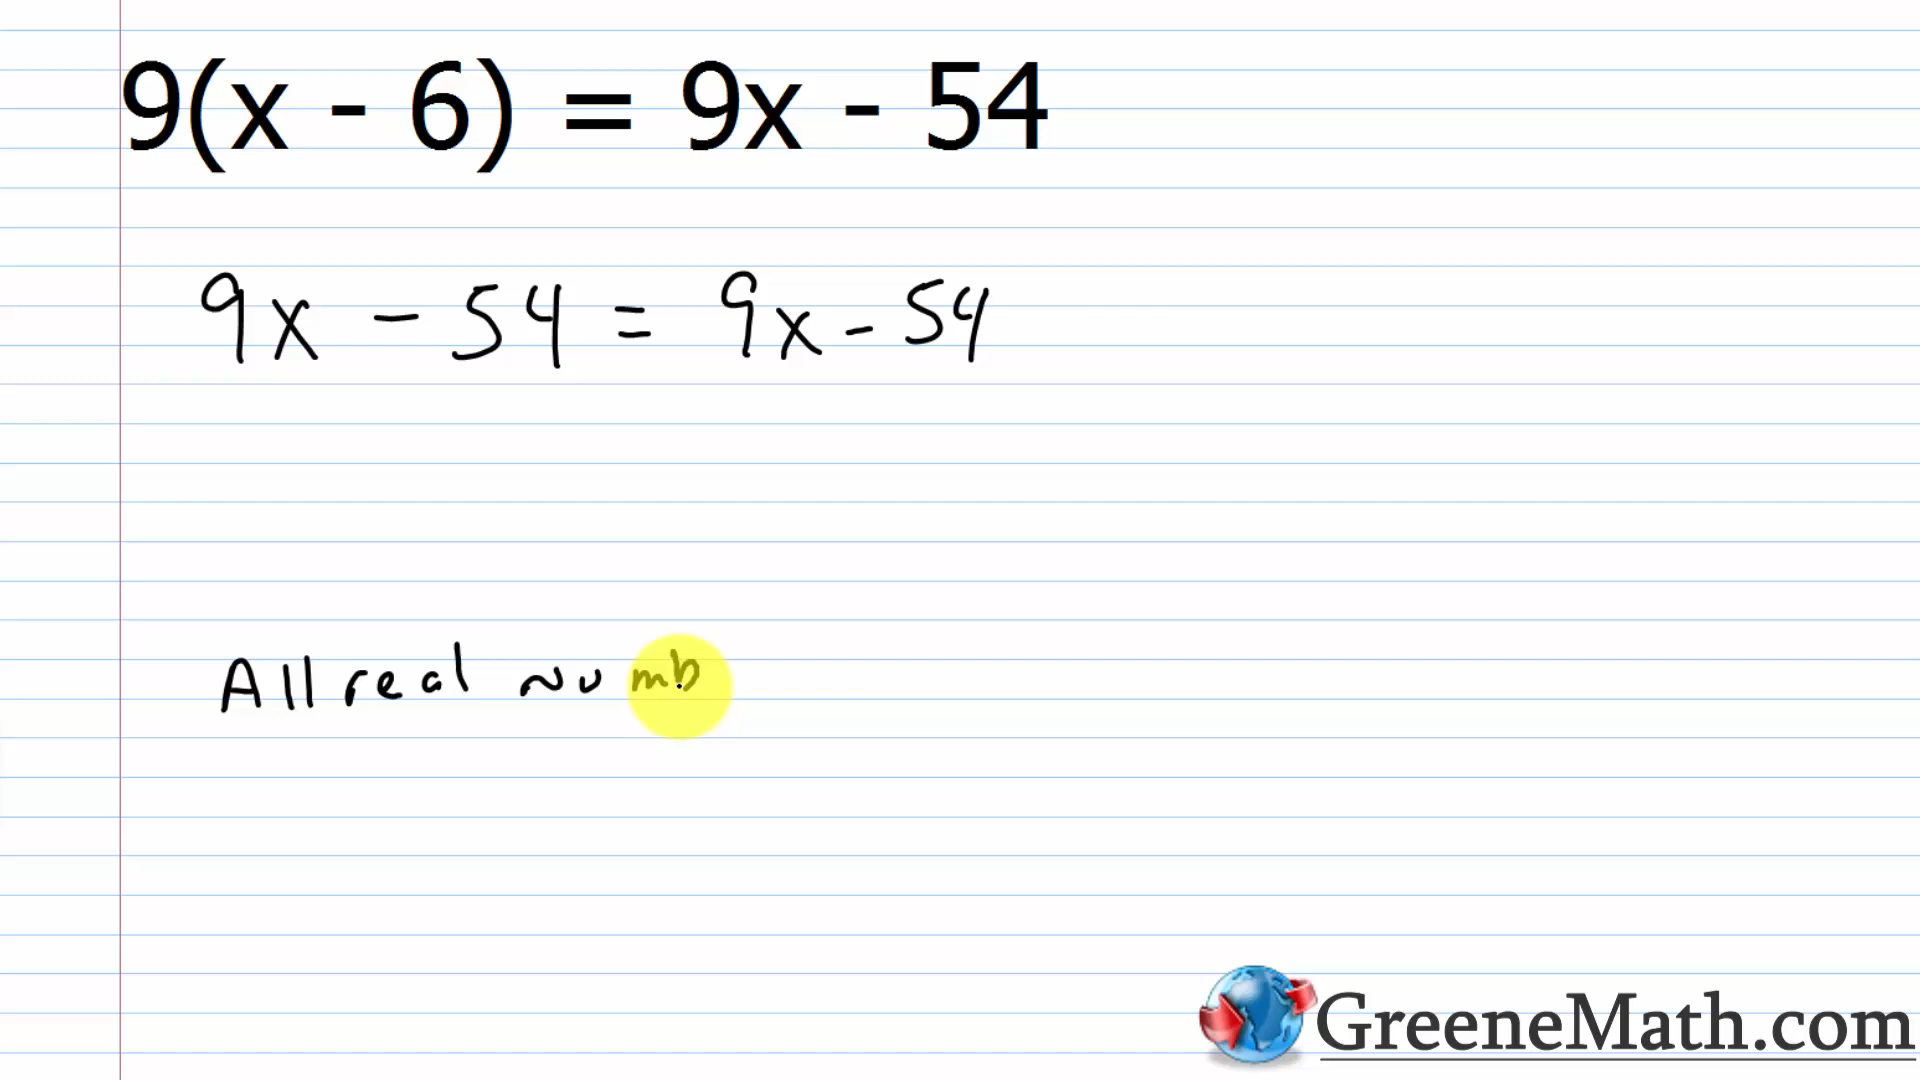 9(x - 6) = 9x - 54
9x - 54 = 9x - 54
All real numb
GreeneMath.com